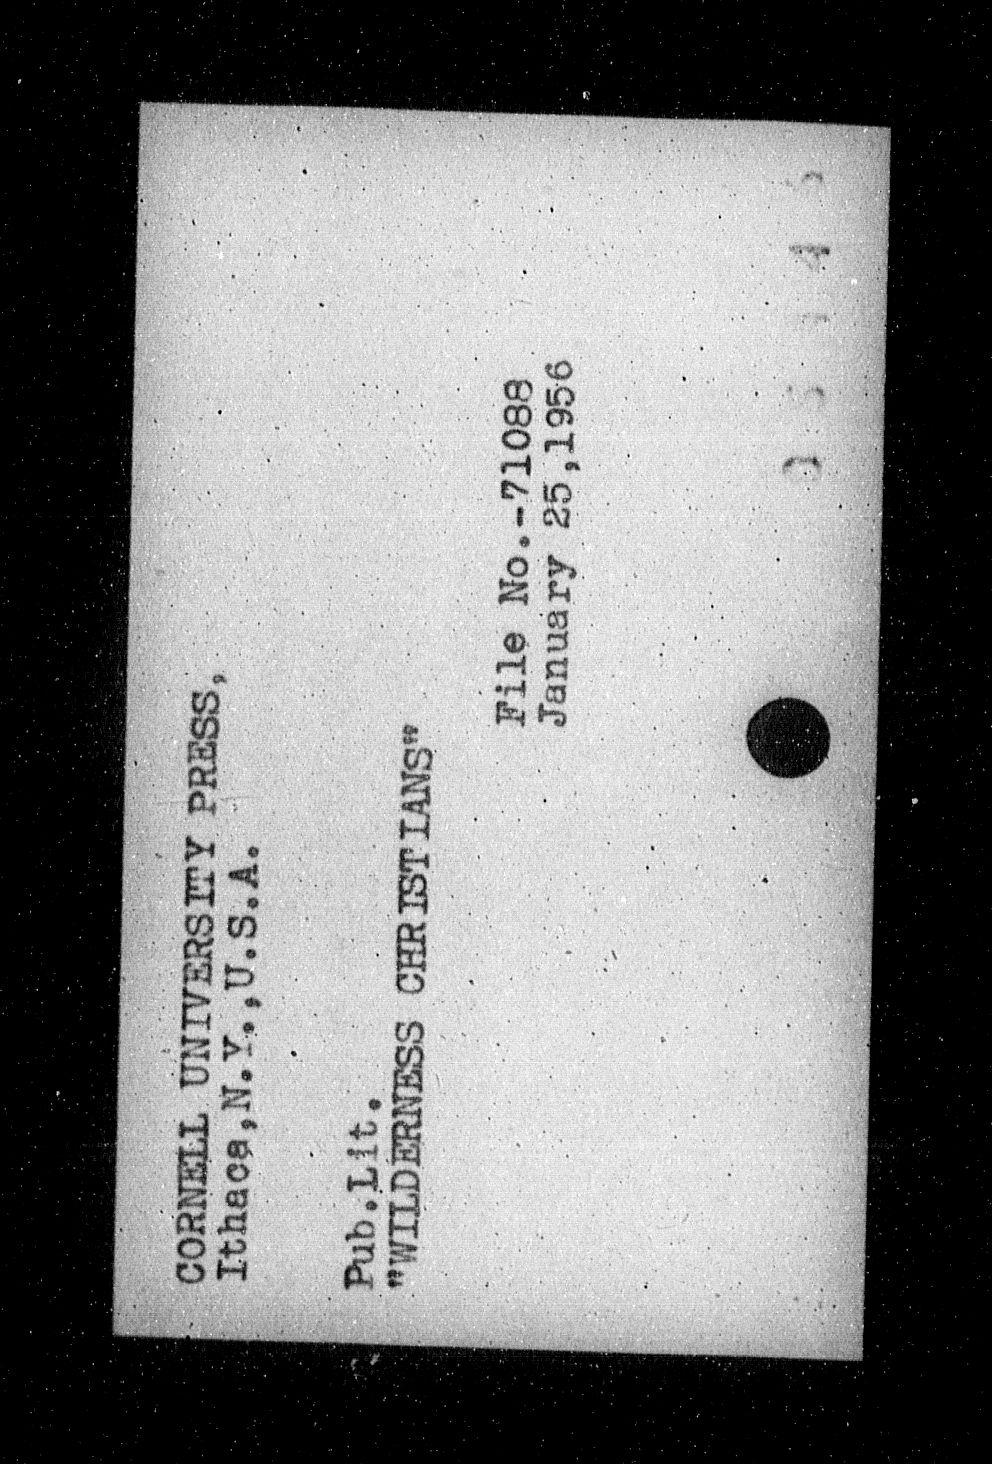 CORNELL UNIVERSITY PRESS,
Ithaca,N.Y.,U.S.A.
Pub.Lit.
"WILDERNESS CHRISTIANS"
File No.-71088
January 25,1956